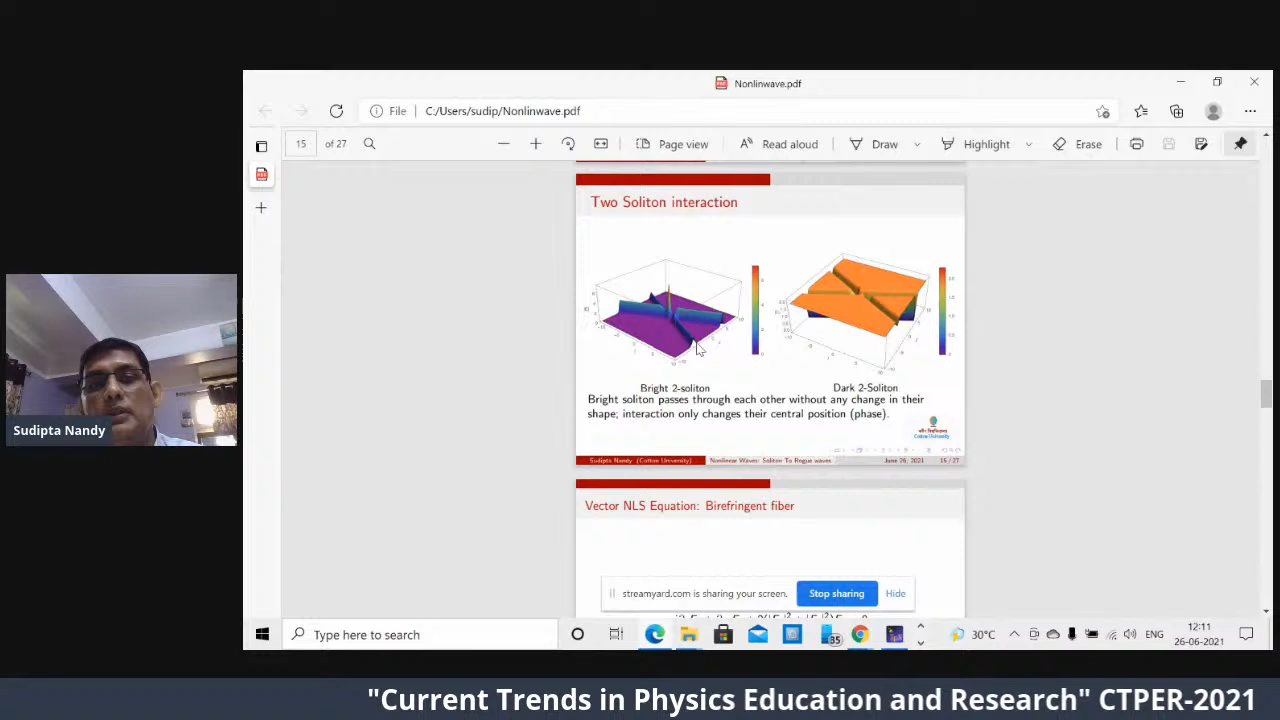 Nonlinwave.pdf
File
C:/Users/sudip/Nonlinwave.pdf
15 of 27
Page view
Read aloud
Draw
Highlight
Erase
Two Soliton interaction
Bright 2-soliton
Dark 2-Soliton
Bright soliton passes through each other without any change in their
shape; interaction only changes their central position (phase).
Cotton University
Sudipta Nandy (Cotton University)
Nonlinear Waves: Soliton To Rogue waves
June 26, 2021
15 / 27
Vector NLS Equation: Birefringent fiber
streamyard.com is sharing your screen.
Stop sharing
Hide
Type here to search
35
30°C
ENG
12:11
26-06-2021
Sudipta Nandy
"Current Trends in Physics Education and Research" CTPER-2021